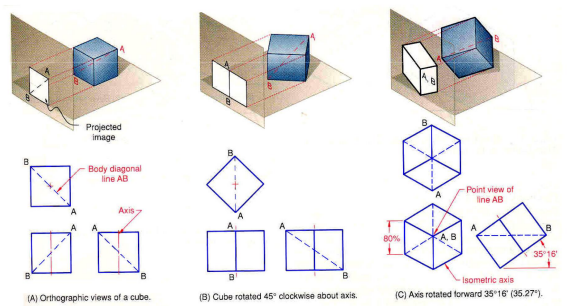 A
A
B
B
Projected
image
A
A
B
B
A
B
A, B
B
Body diagonal
line AB
A
Axis
A
B
A
B
(A) Orthographic views of a cube.
B
A
B
A
A
B
(B) Cube rotated 45° clockwise about axis.
B
A
Point view of
line AB
80%
A, B
A
B
35°16'
Isometric axis
(C) Axis rotated forward 35°16' (35.27°).